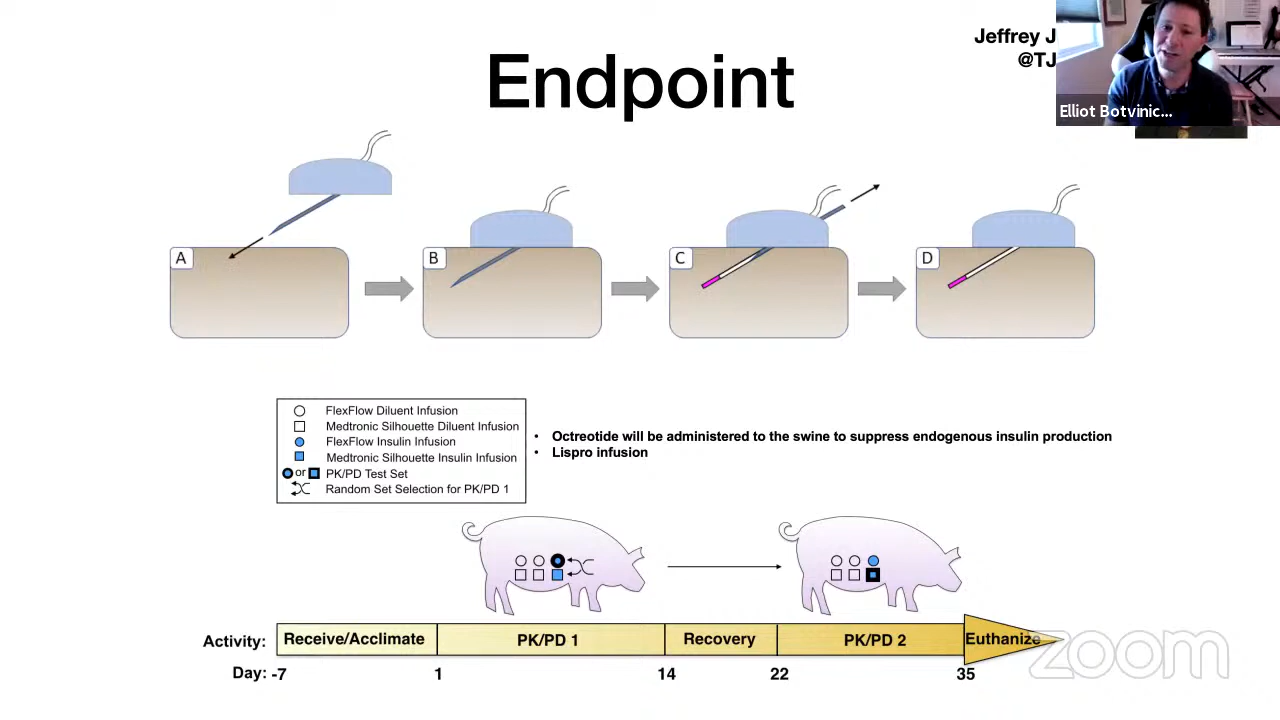 Jeffrey J
@TJ
Elliot Botvinic...
Endpoint
A
B
C
D
FlexFlow Diluent Infusion
Medtronic Silhouette Diluent Infusion
FlexFlow Insulin Infusion
Medtronic Silhouette Insulin Infusion
or PK/PD Test Set
Random Set Selection for PK/PD 1
• Octreotide will be administered to the swine to suppress endogenous insulin production
• Lispro infusion
Activity: Receive/Acclimate PK/PD 1 Recovery PK/PD 2 Euthanize
Day: -7 1 14 22 35
zoom